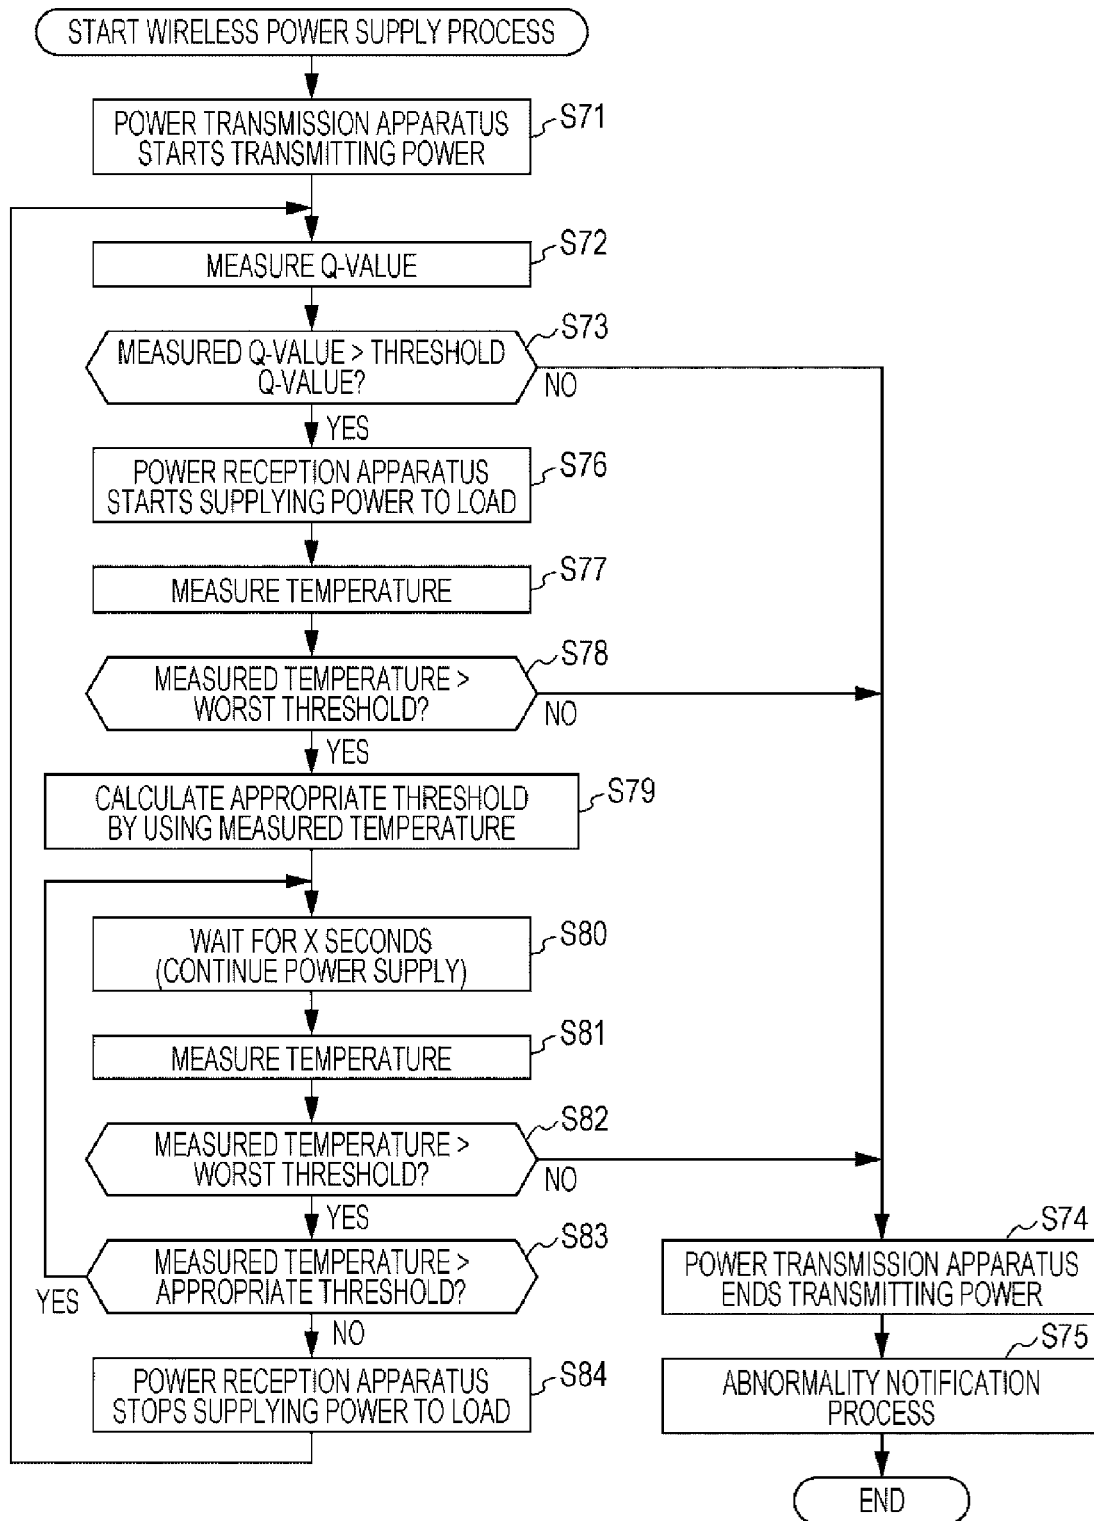 START WIRELESS POWER SUPPLY PROCESS
POWER TRANSMISSION APPARATUS
STARTS TRANSMITTING POWER
S71
MEASURE Q-VALUE
S72
MEASURED Q-VALUE > THRESHOLD
Q-VALUE?
S73
NO
YES
POWER RECEPTION APPARATUS
STARTS SUPPLYING POWER TO LOAD
S76
MEASURE TEMPERATURE
S77
MEASURED TEMPERATURE >
WORST THRESHOLD?
S78
NO
YES
CALCULATE APPROPRIATE THRESHOLD
BY USING MEASURED TEMPERATURE
S79
WAIT FOR X SECONDS
(CONTINUE POWER SUPPLY)
S80
MEASURE TEMPERATURE
S81
MEASURED TEMPERATURE >
WORST THRESHOLD?
S82
NO
YES
MEASURED TEMPERATURE >
APPROPRIATE THRESHOLD?
S83
YES
NO
POWER RECEPTION APPARATUS
STOPS SUPPLYING POWER TO LOAD
S84
POWER TRANSMISSION APPARATUS
ENDS TRANSMITTING POWER
S74
ABNORMALITY NOTIFICATION
PROCESS
S75
END